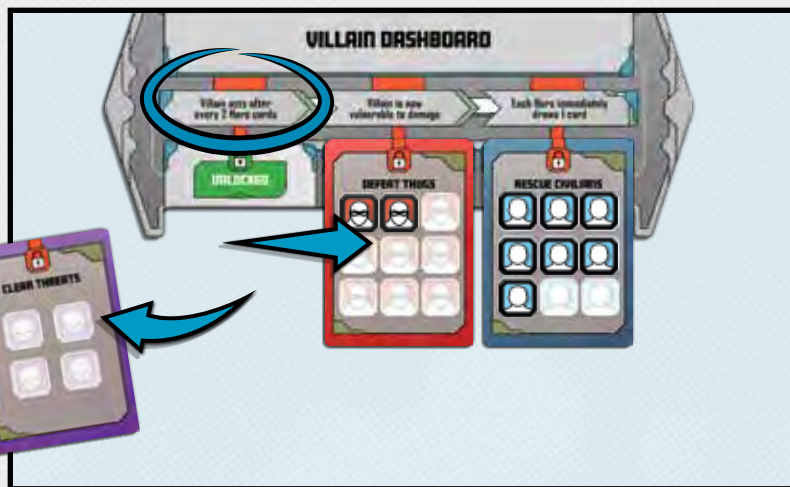 VILLAIN DASHBOARD
Villain acts after
every 2 Hero cards
Villain is now
vulnerable to damage
Each Hero immediately
draws 1 card
UNLOCKED
DEFEAT THUGS
RESCUE CIVILIANS
CLEAR THREATS